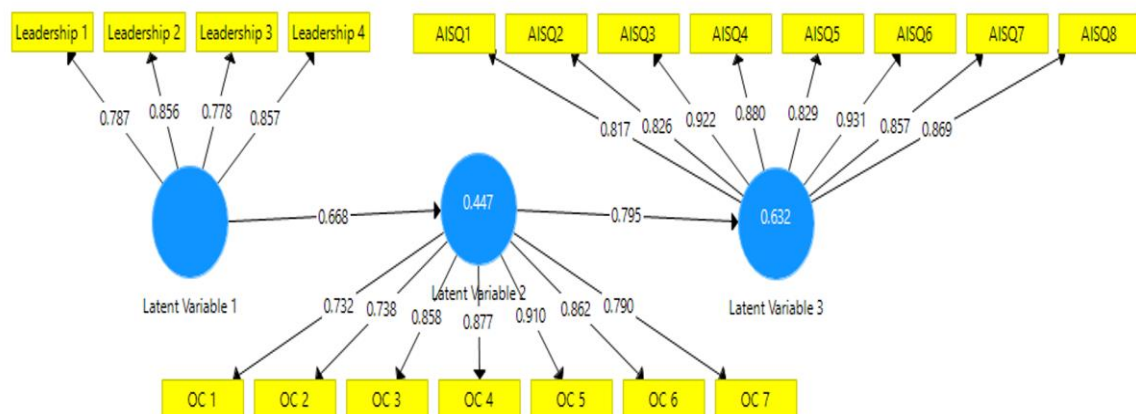 Leadership 1 Leadership 2 Leadership 3 Leadership 4 AISQ1 AISQ2 AISQ3 AISQ4 AISQ5 AISQ6 AISQ7 AISQ8
0.787 0.856 0.778 0.857 0.817 0.826 0.922 0.880 0.829 0.931 0.857 0.869
0.668 0.447 0.795 0.632
Latent Variable 1 Latent Variable 2 Latent Variable 3
0.732 0.738 0.858 0.877 0.910 0.862 0.790
OC 1 OC 2 OC 3 OC 4 OC 5 OC 6 OC 7